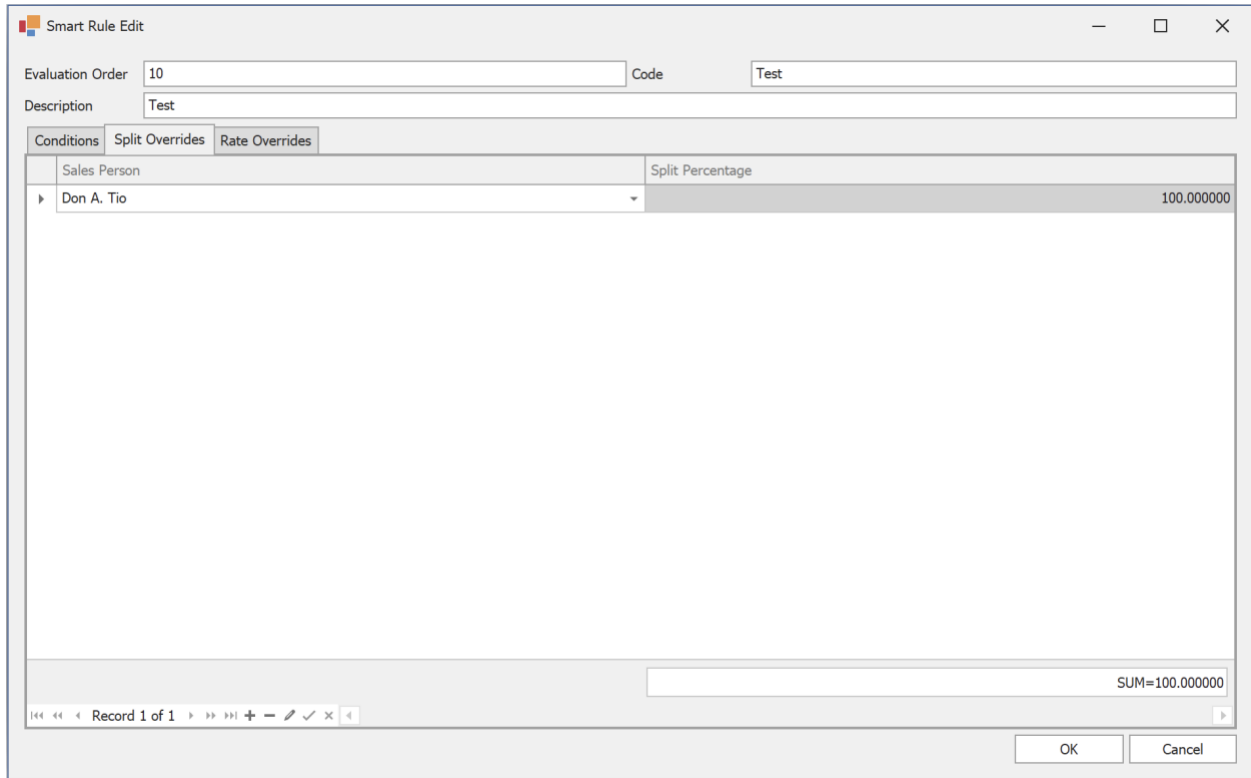 Smart Rule Edit
Evaluation Order 10 Code Test
Description Test
Conditions Split Overrides Rate Overrides
Sales Person Split Percentage
Don A. Tio 100.000000
SUM=100.000000
Record 1 of 1
OK Cancel